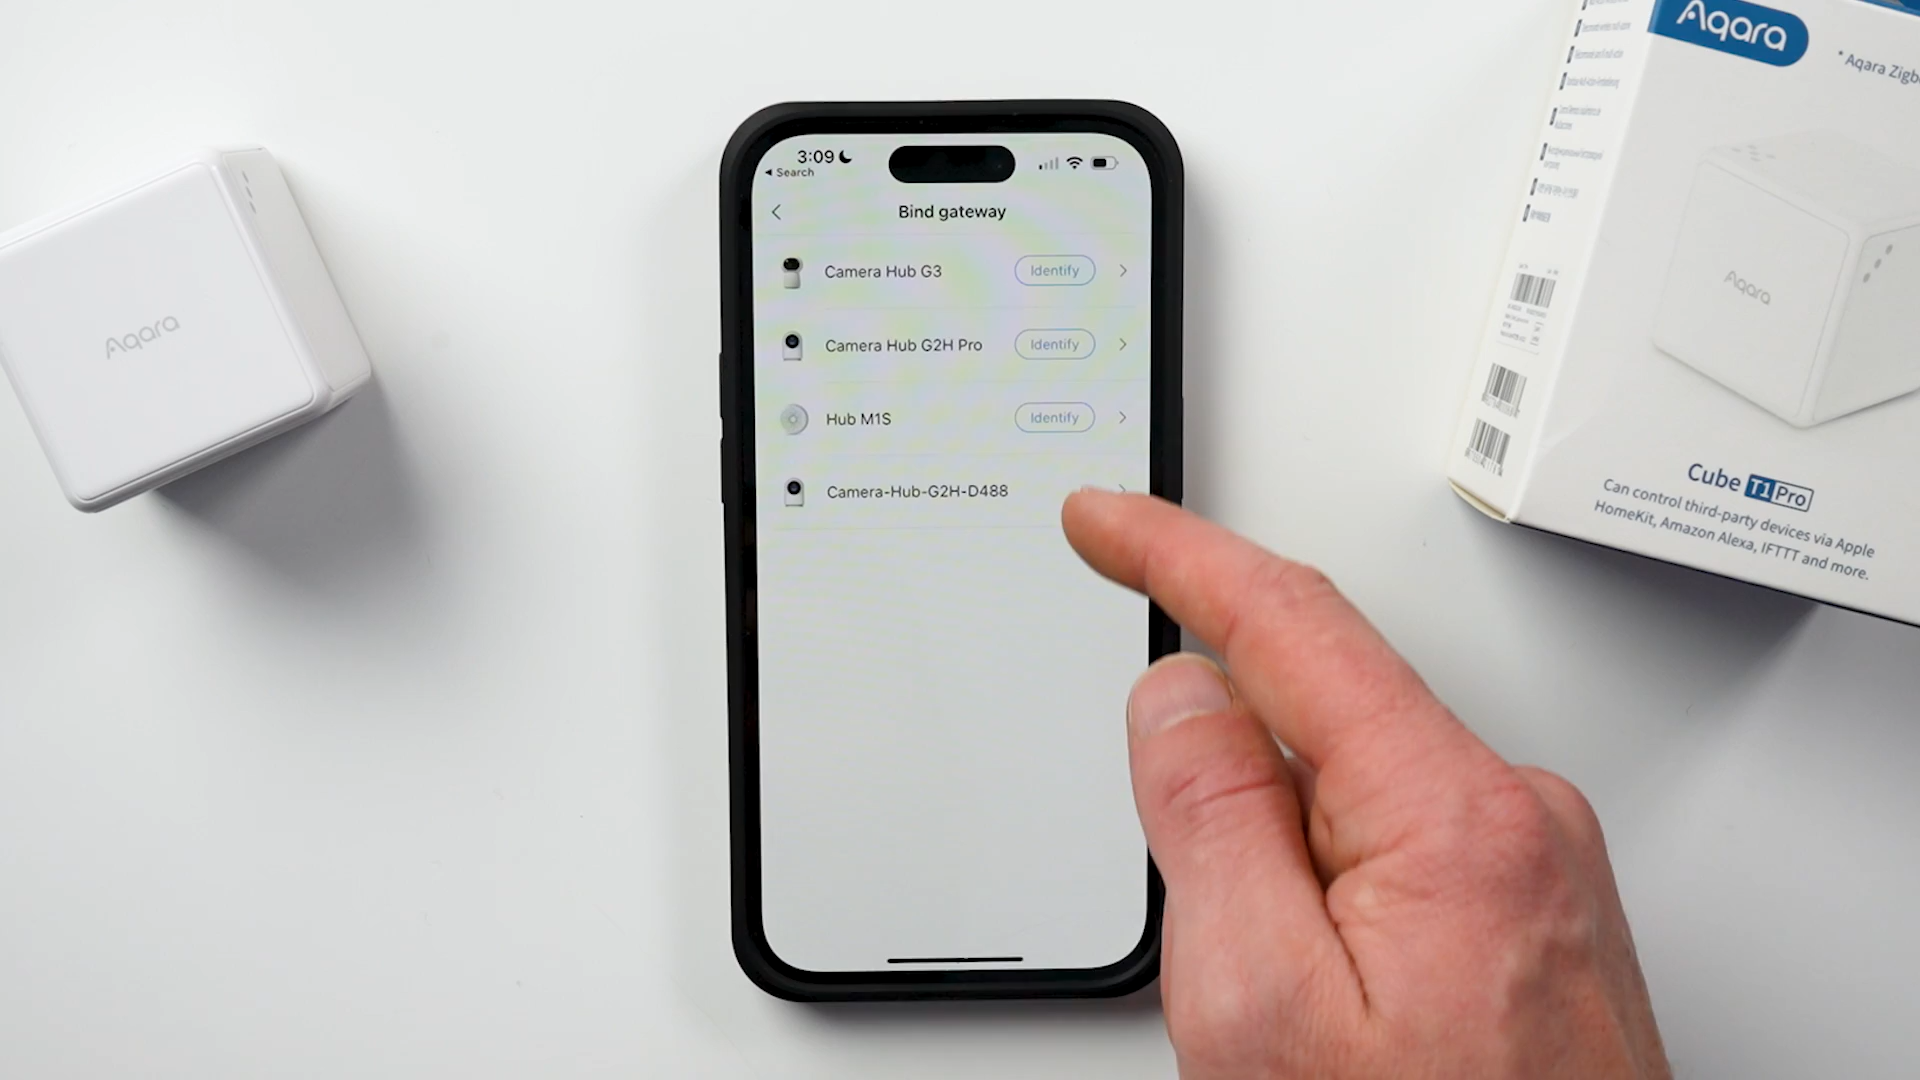 Aqara
3:09
Search
Bind gateway
Camera Hub G3
Identify
Camera Hub G2H Pro
Identify
Hub M1S
Identify
Camera-Hub-G2H-D488
Aqara
* Aqara Zigb
Aqara
Cube T1 Pro
Can control third-party devices via Apple
HomeKit, Amazon Alexa, IFTTT and more.